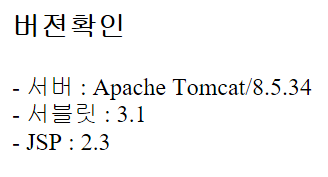 버젼확인
- 서버 : Apache Tomcat/8.5.34
- 서블릿 : 3.1
- JSP : 2.3